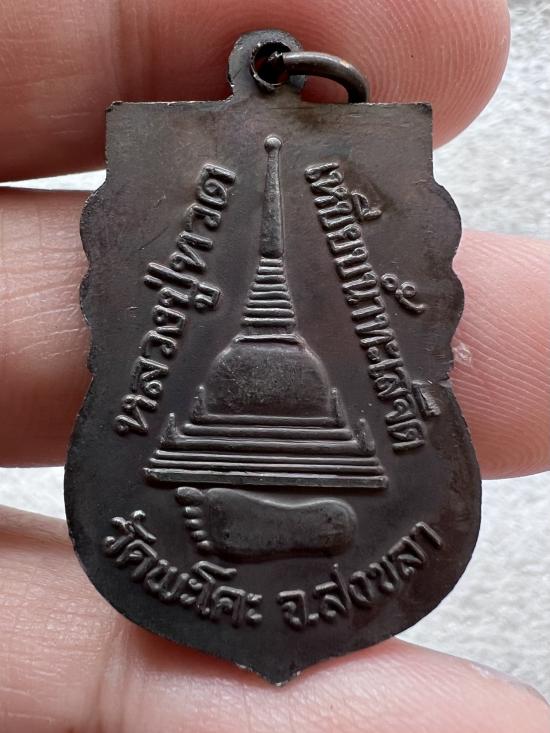 หลวงปู่ทวด
เหยียบน้ำทะเลจืด
วัดพะโคะ จ.สงขลา